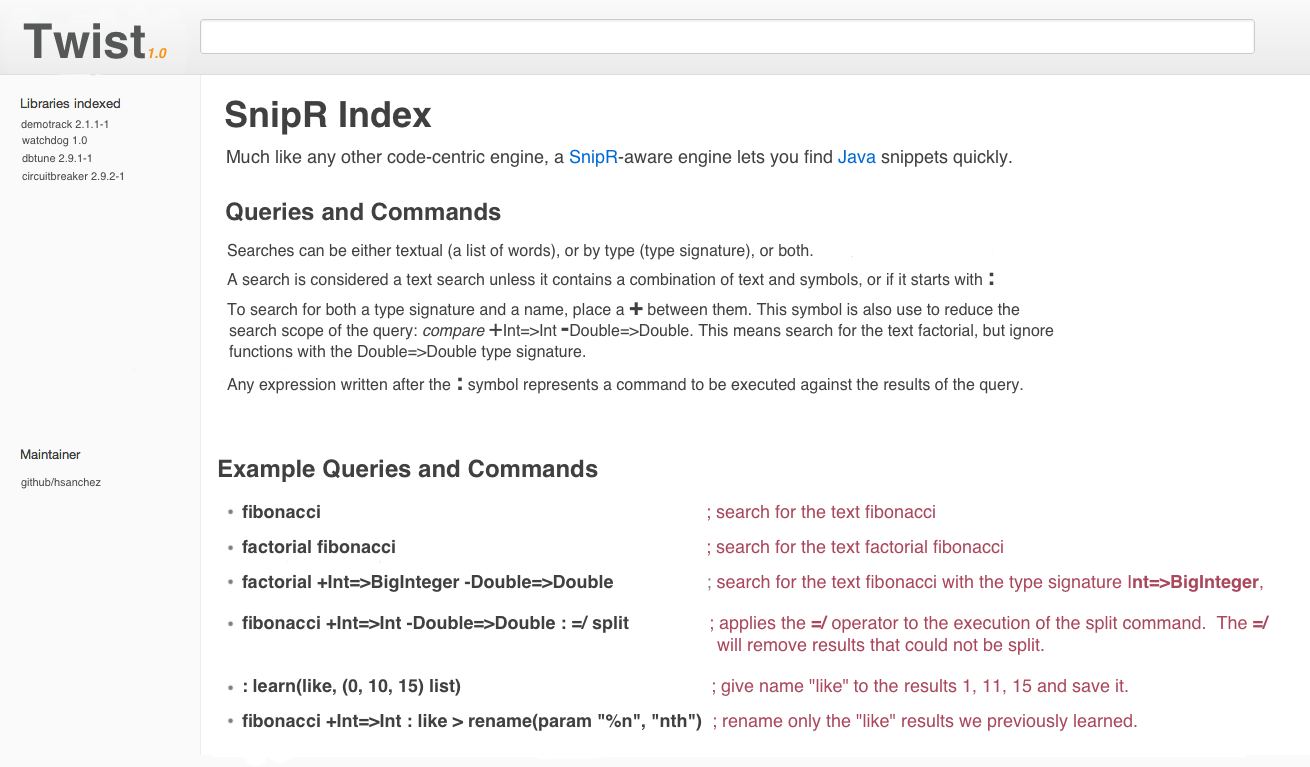 Twist 1.0
Libraries indexed
demotrack 2.1.1-1
watchdog 1.0
dbtune 2.9.1-1
circuitbreaker 2.9.2-1
Maintainer
github/hsanchez
SnipR Index
Much like any other code-centric engine, a SnipR-aware engine lets you find Java snippets quickly.
Queries and Commands
Searches can be either textual (a list of words), or by type (type signature), or both.
A search is considered a text search unless it contains a combination of text and symbols, or if it starts with :
To search for both a type signature and a name, place a + between them. This symbol is also use to reduce the
search scope of the query: compare +Int=>Int -Double=>Double. This means search for the text factorial, but ignore
functions with the Double=>Double type signature.
Any expression written after the : symbol represents a command to be executed against the results of the query.
Example Queries and Commands
• fibonacci ; search for the text fibonacci
• factorial fibonacci ; search for the text factorial fibonacci
• factorial +Int=>BigInteger -Double=>Double ; search for the text fibonacci with the type signature Int=>BigInteger,
• fibonacci +Int=>Int -Double=>Double : =/ split ; applies the =/ operator to the execution of the split command. The =/
will remove results that could not be split.
• : learn(like, (0, 10, 15) list) ; give name "like" to the results 1, 11, 15 and save it.
• fibonacci +Int=>Int : like > rename(param "%n", "nth") ; rename only the "like" results we previously learned.